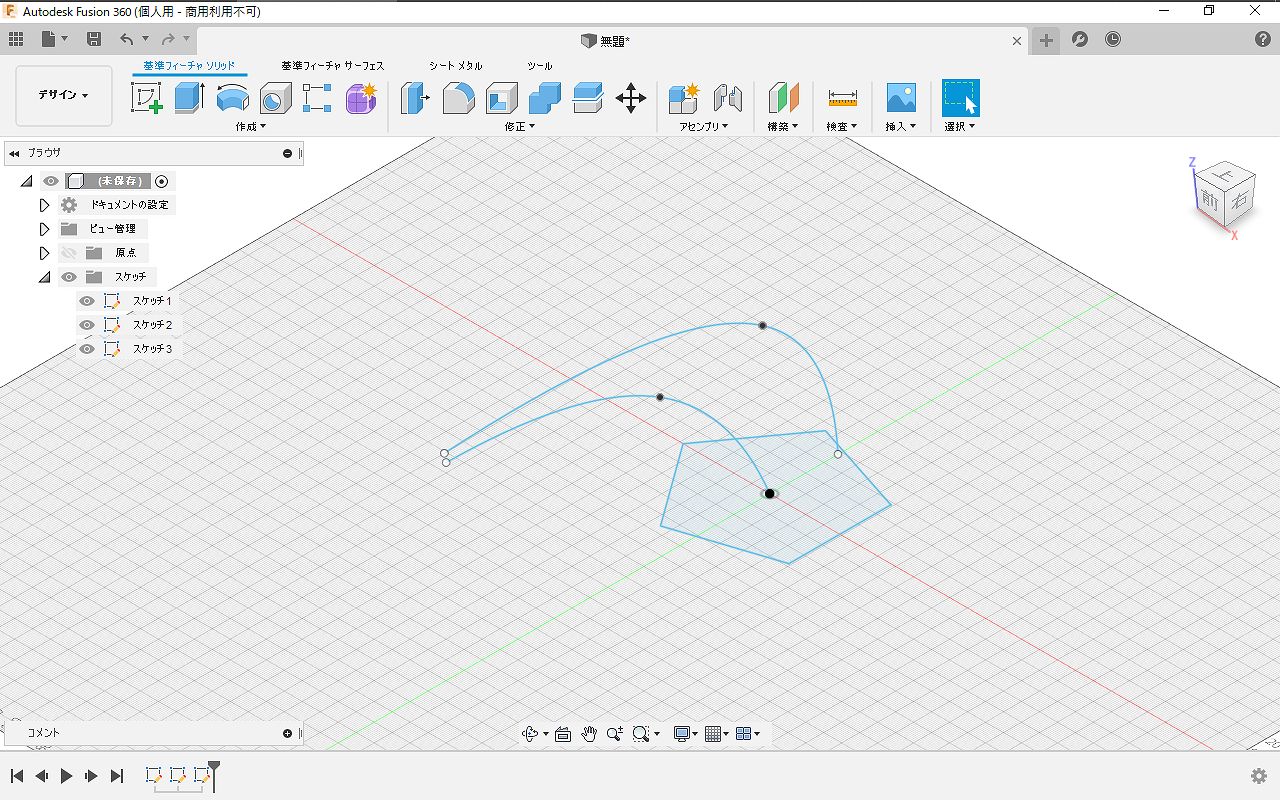 Autodesk Fusion 360 (個人用 - 商用利用不可)
無題*
基準フィーチャ ソリッド 基準フィーチャ サーフェス シート メタル ツール
デザイン
作成 修正 アセンブリ 構築 検査 挿入 選択
ブラウザ
(未保存)
ドキュメントの設定
ビュー管理
原点
スケッチ
スケッチ1
スケッチ2
スケッチ3
Z
上
前
右
X
コメント